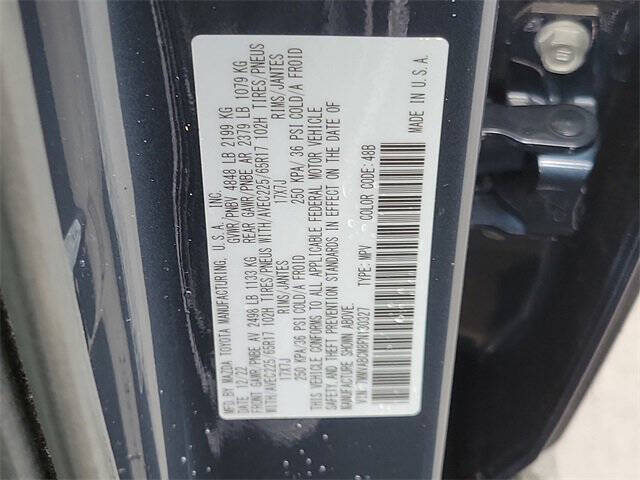 MFD. BY MAZDA TOYOTA MANUFACTURING, U.S.A., INC.
12/22 GVWR/PNBV 4848 LB 2199 KG
FRONT GAWR/PNBE AV 2498 LB 1133 KG REAR GAWR/PNBE AR 2379 LB 1079 KG
WITH/AVEC225/65R17 102H TIRES/PNEUS WITH/AVEC225/65R17 102H TIRES/PNEUS
17X7J RIMS/JANTES 17X7J RIMS/JANTES
250 KPA/36 PSI COLD/A FROID 250 KPA/36 PSI COLD/A FROID
THIS VEHICLE CONFORMS TO ALL APPLICABLE FEDERAL MOTOR VEHICLE
SAFETY AND THEFT PREVENTION STANDARDS IN EFFECT ON THE DATE OF
MANUFACTURE SHOWN ABOVE.
VIN: TYPE: MPV COLOR CODE: 48B
MADE IN U.S.A.